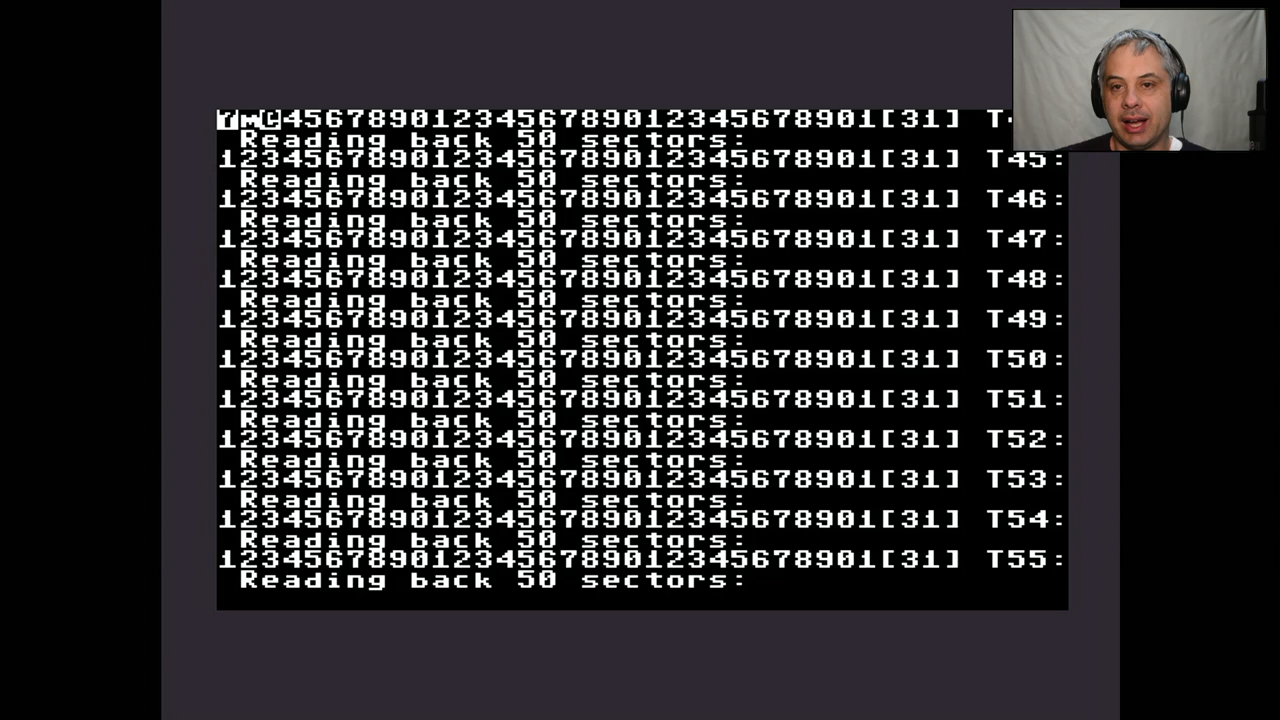 4567890123456789012345678901[31] T
Reading back 50 sectors:
1234567890123456789012345678901[31] T45:
Reading back 50 sectors:
1234567890123456789012345678901[31] T46:
Reading back 50 sectors:
1234567890123456789012345678901[31] T47:
Reading back 50 sectors:
1234567890123456789012345678901[31] T48:
Reading back 50 sectors:
1234567890123456789012345678901[31] T49:
Reading back 50 sectors:
1234567890123456789012345678901[31] T50:
Reading back 50 sectors:
1234567890123456789012345678901[31] T51:
Reading back 50 sectors:
1234567890123456789012345678901[31] T52:
Reading back 50 sectors:
1234567890123456789012345678901[31] T53:
Reading back 50 sectors:
1234567890123456789012345678901[31] T54:
Reading back 50 sectors:
1234567890123456789012345678901[31] T55:
Reading back 50 sectors: